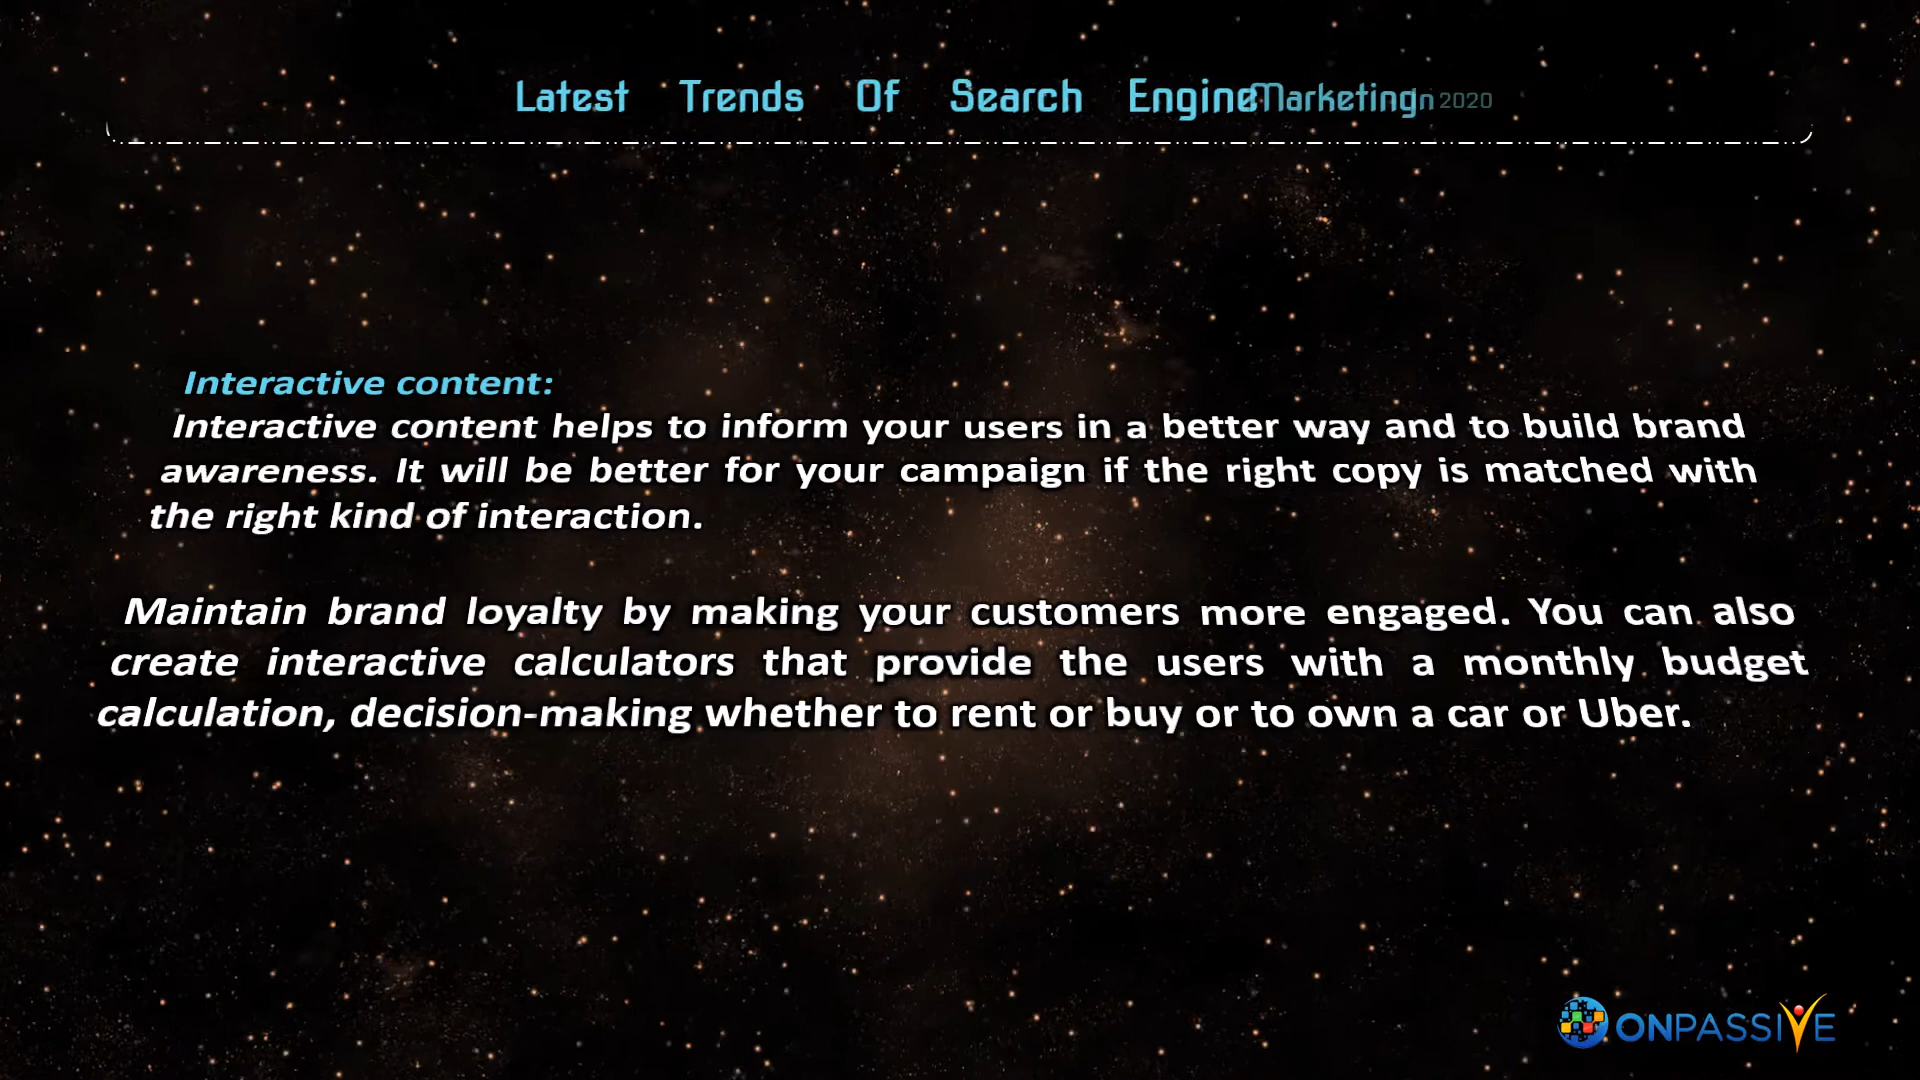 Latest Trends Of Search Engine Marketing 2020
Interactive content:
Interactive content helps to inform your users in a better way and to build brand
awareness. It will be better for your campaign if the right copy is matched with
the right kind of interaction.
Maintain brand loyalty by making your customers more engaged. You can also
create interactive calculators that provide the users with a monthly budget
calculation, decision-making whether to rent or buy or to own a car or Uber.
ONPASSIVE